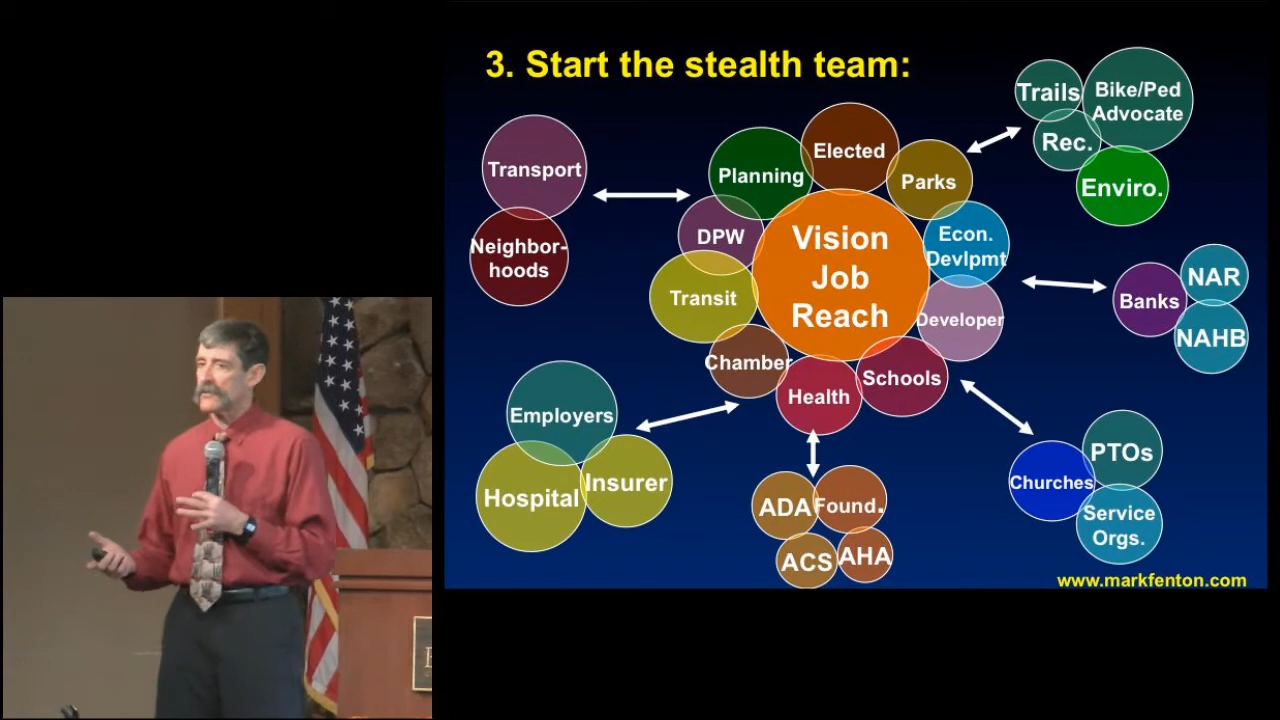 3. Start the stealth team:
Transport
Neighbor-
hoods
Planning
Elected
Parks
DPW
Transit
Chamber
Health
Schools
Developer
Econ.
Devlpmt
Vision
Job
Reach
Trails
Bike/Ped
Advocate
Rec.
Enviro.
Banks
NAR
NAHB
Employers
Hospital
Insurer
ADA
Found.
ACS
AHA
Churches
PTOs
Service
Orgs.
www.markfenton.com